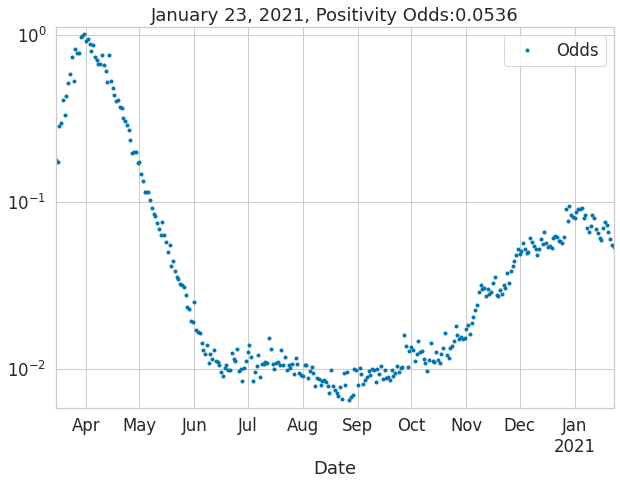 January 23, 2021, Positivity Odds:0.0536
Odds
10⁰
10⁻¹
10⁻²
Apr May Jun Jul Aug Sep Oct Nov Dec Jan
2021
Date